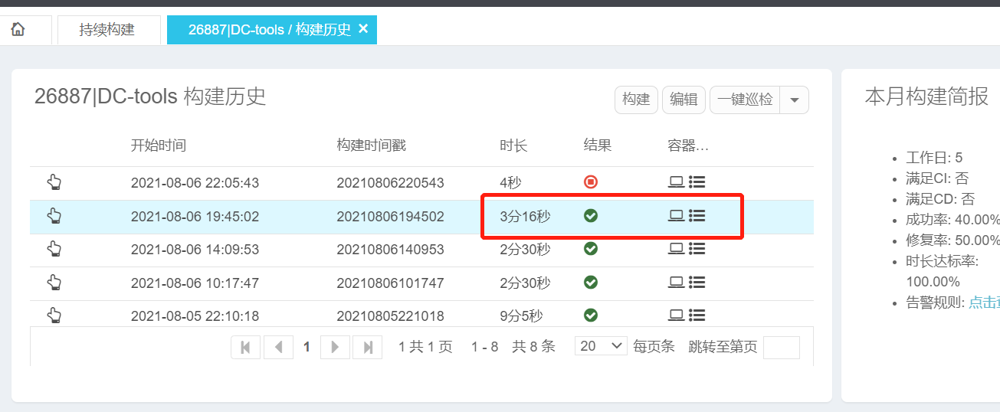 持续构建
26887|DC-tools / 构建历史 ×
26887|DC-tools 构建历史
构建 编辑 一键巡检
开始时间 构建时间戳 时长 结果 容器…
2021-08-06 22:05:43 20210806220543 4秒
2021-08-06 19:45:02 20210806194502 3分16秒
2021-08-06 14:09:53 20210806140953 2分30秒
2021-08-06 10:17:47 20210806101747 2分30秒
2021-08-05 22:10:18 20210805221018 9分5秒
1 1 共 1 页 1 - 8 共 8 条 20 每页条 跳转至第页
本月构建简报
工作日: 5
满足CI: 否
满足CD: 否
成功率: 40.00%
修复率: 50.00%
时长达标率:
100.00%
告警规则: 点击